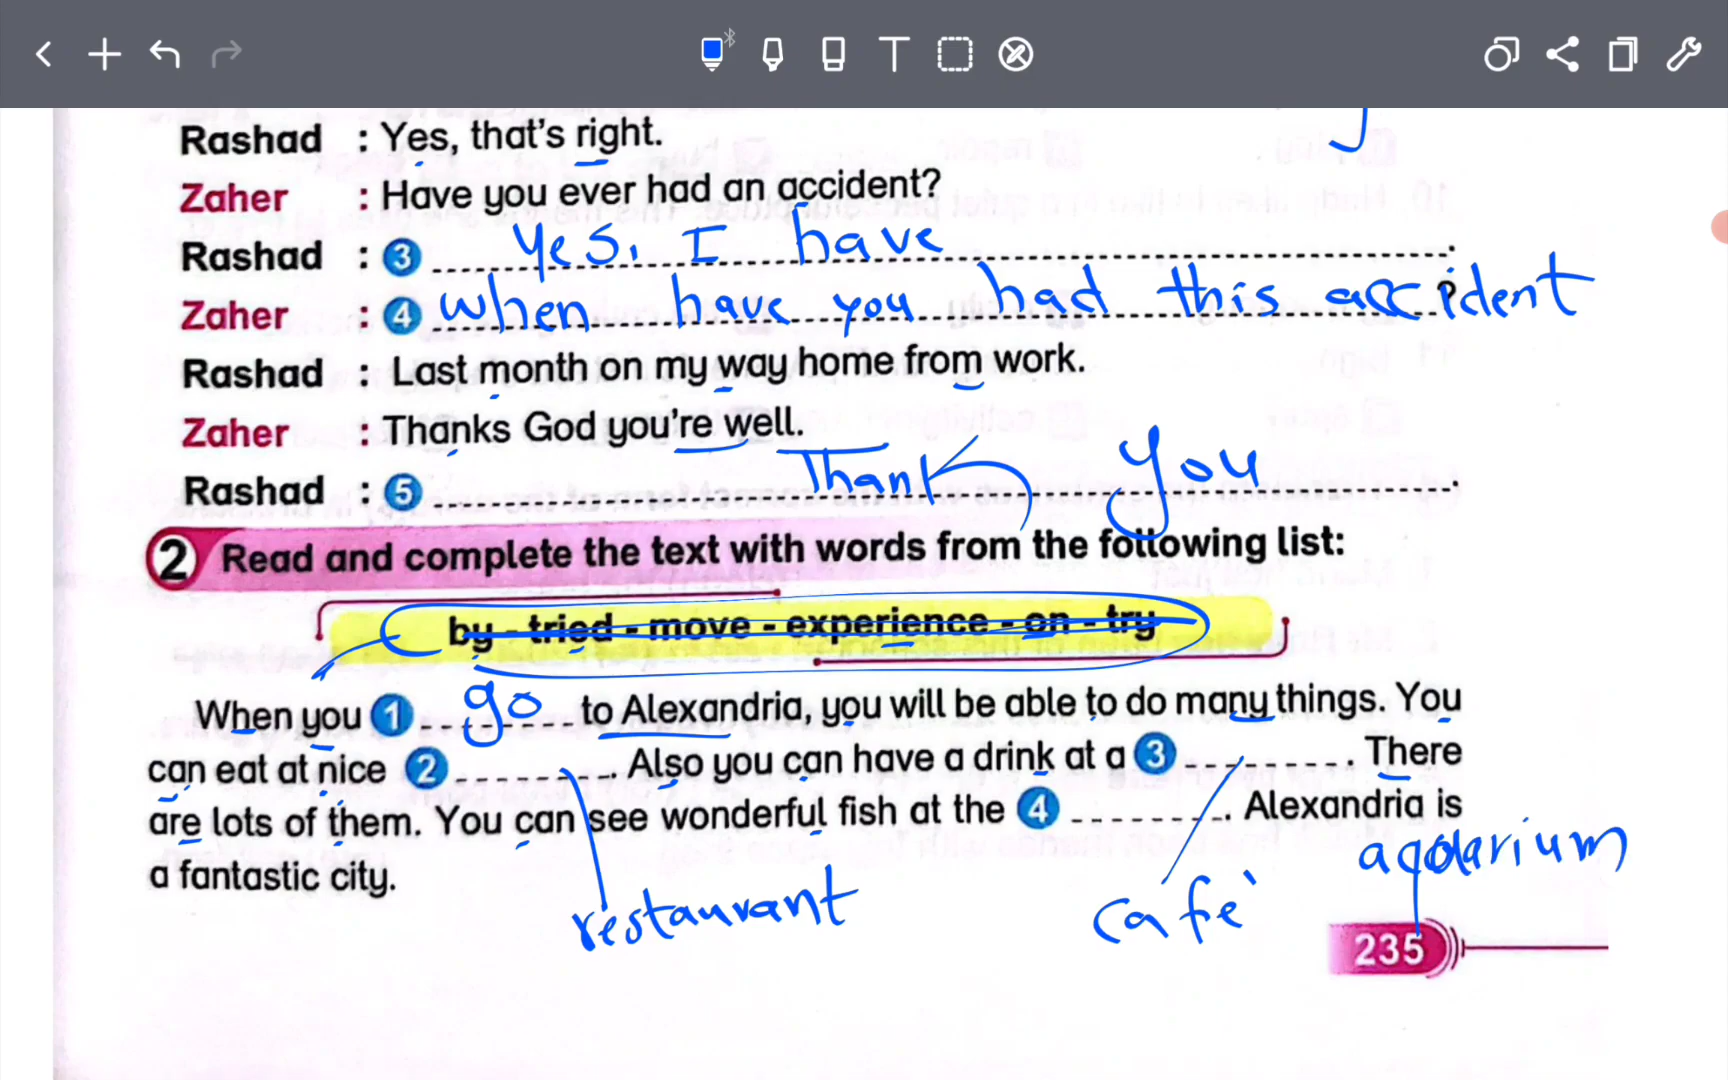 Rashad : Yes, that's right.
Zaher : Have you ever had an accident?
Rashad : 3 Yes, I have .
Zaher : 4 When have you had this accident ?
Rashad : Last month on my way home from work.
Zaher : Thanks God you're well.
Rashad : 5 Thank you .
2 Read and complete the text with words from the following list:
by - tried - move - experience - on - try
When you 1 go to Alexandria, you will be able to do many things. You
can eat at nice 2 . Also you can have a drink at a 3 . There
are lots of them. You can see wonderful fish at the 4 . Alexandria is
a fantastic city.
restaurant
cafè
235